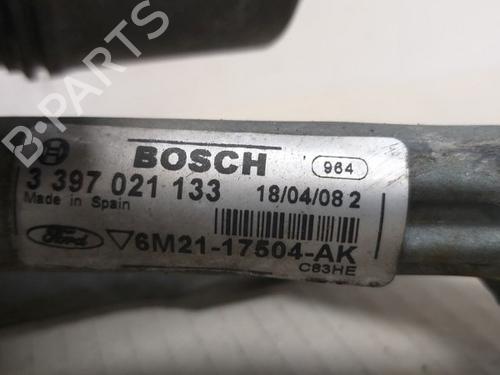 B-PARTS
BOSCH 964
3 397 021 133 18/04/08 2
Made in Spain
Ford 6M21-17504-AK
C83HE